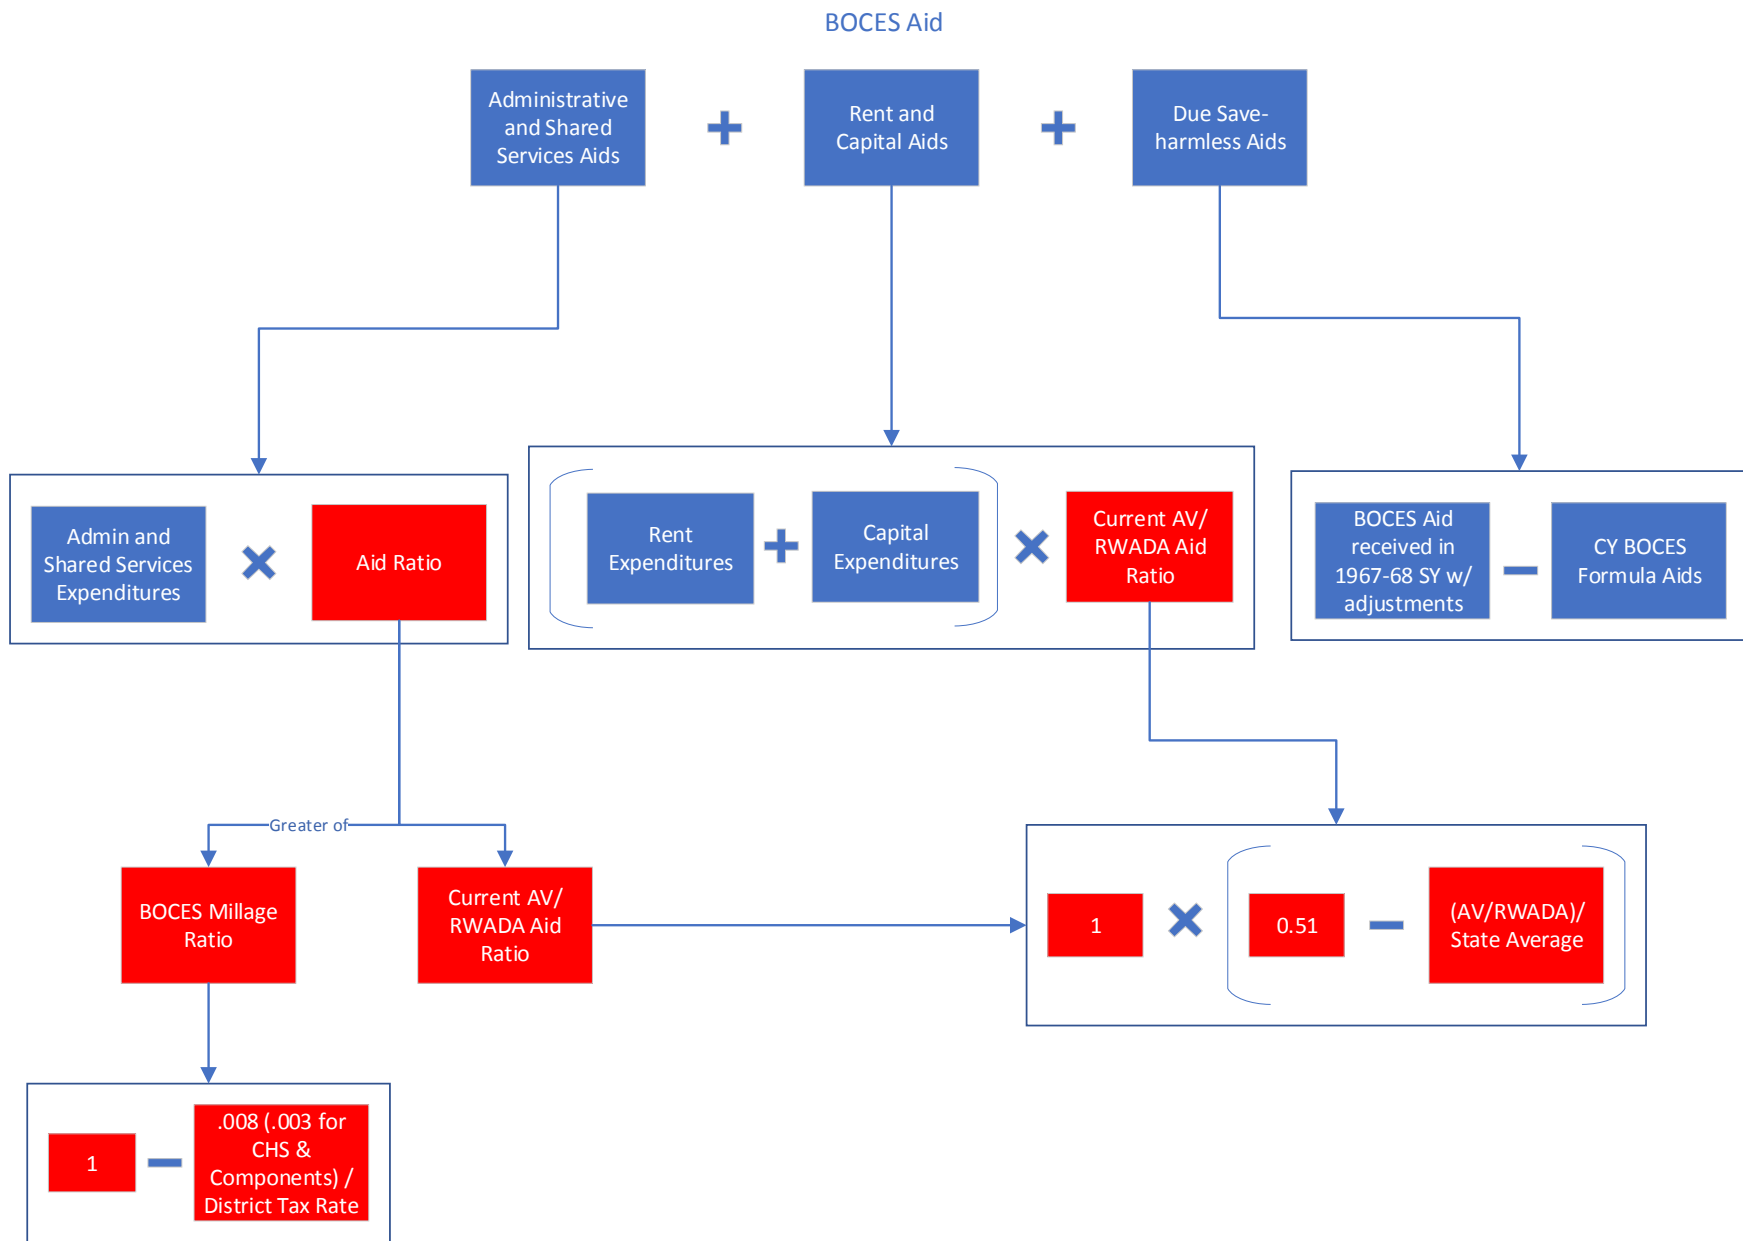 BOCES Aid
Administrative
and Shared
Services Aids
+
Rent and
Capital Aids
+
Due Save-
harmless Aids
Admin and
Shared Services
Expenditures
×
Aid Ratio
(
Rent
Expenditures
+
Capital
Expenditures
)
×
Current AV/
RWADA Aid
Ratio
BOCES Aid
received in
1967-68 SY w/
adjustments
−
CY BOCES
Formula Aids
Greater of
BOCES Millage
Ratio
Current AV/
RWADA Aid
Ratio
1
×
(
0.51
−
(AV/RWADA)/
State Average
)
1
−
.008 (.003 for
CHS &
Components) /
District Tax Rate